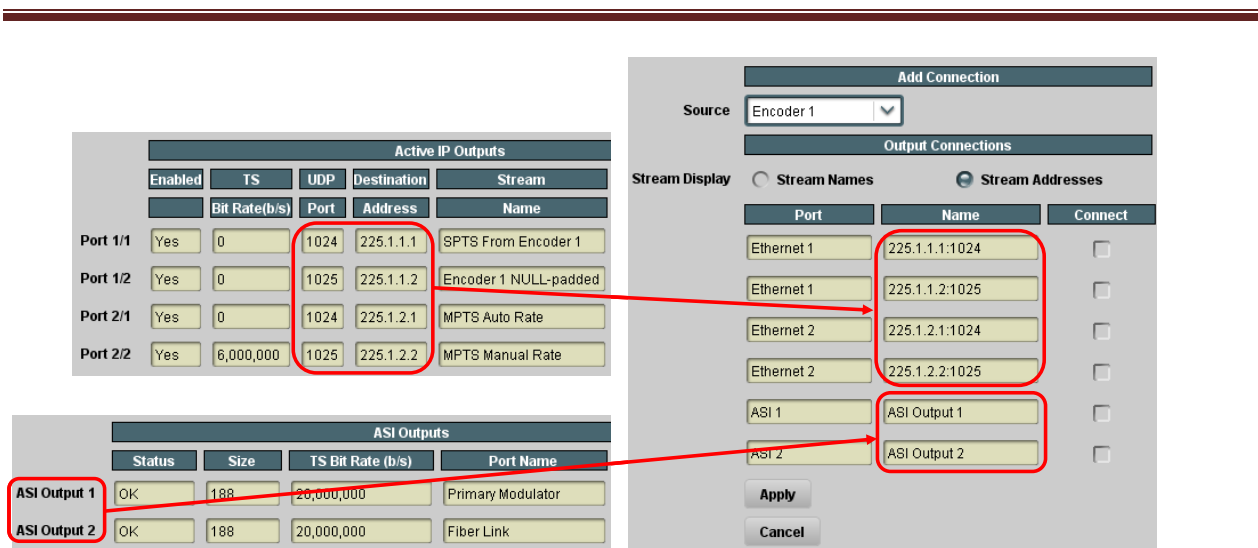 Active IP Outputs
Enabled TS UDP Destination Stream
Bit Rate(b/s) Port Address Name
Port 1/1 Yes 0 1024 225.1.1.1 SPTS From Encoder 1
Port 1/2 Yes 0 1025 225.1.1.2 Encoder 1 NULL-padded
Port 2/1 Yes 0 1024 225.1.2.1 MPTS Auto Rate
Port 2/2 Yes 6,000,000 1025 225.1.2.2 MPTS Manual Rate
ASI Outputs
Status Size TS Bit Rate (b/s) Port Name
ASI Output 1 OK 188 20,000,000 Primary Modulator
ASI Output 2 OK 188 20,000,000 Fiber Link
Add Connection
Source Encoder 1
Output Connections
Stream Display Stream Names Stream Addresses
Port Name Connect
Ethernet 1 225.1.1.1:1024
Ethernet 1 225.1.1.2:1025
Ethernet 2 225.1.2.1:1024
Ethernet 2 225.1.2.2:1025
ASI 1 ASI Output 1
ASI 2 ASI Output 2
Apply
Cancel